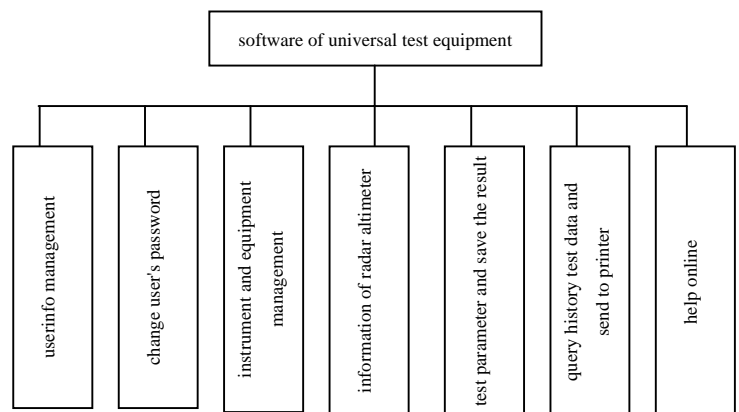 software of universal test equipment
userinfo management
change user's password
instrument and equipment
management
information of radar altimeter
test parameter and save the result
query history test data and
send to printer
help online